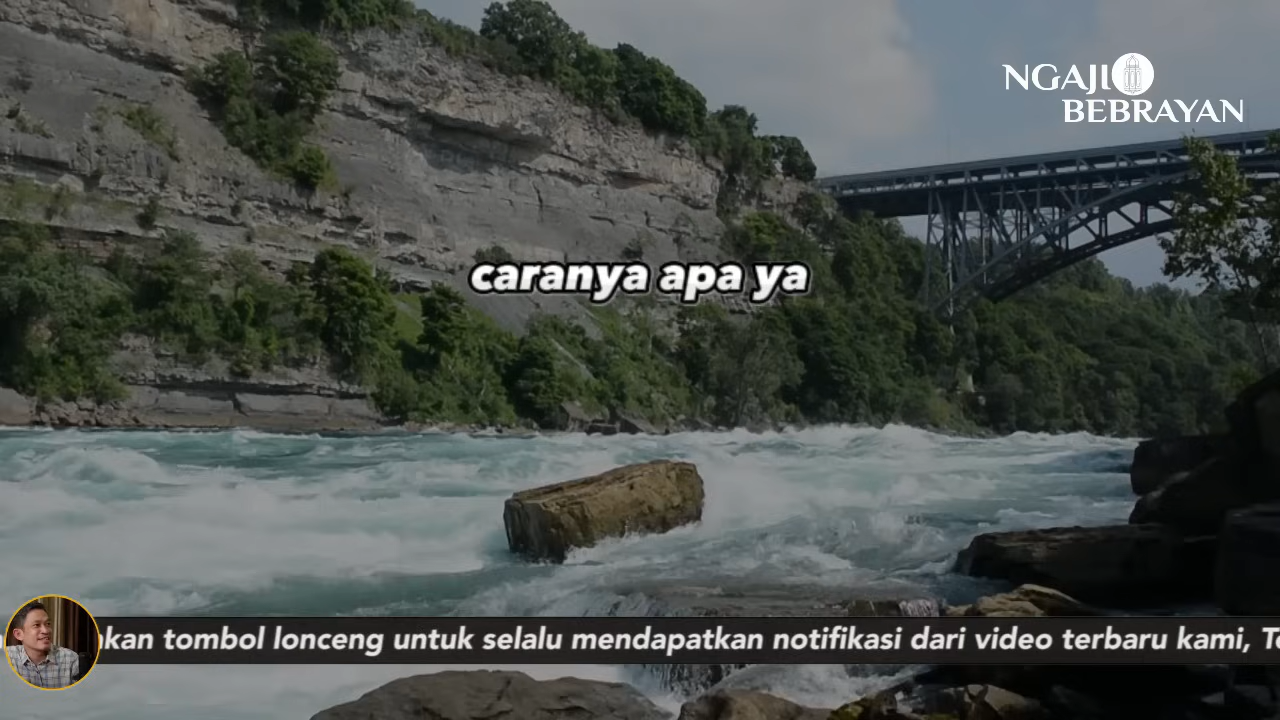 NGAJI
BEBRAYAN
caranya apa ya
kan tombol lonceng untuk selalu mendapatkan notifikasi dari video terbaru kami,